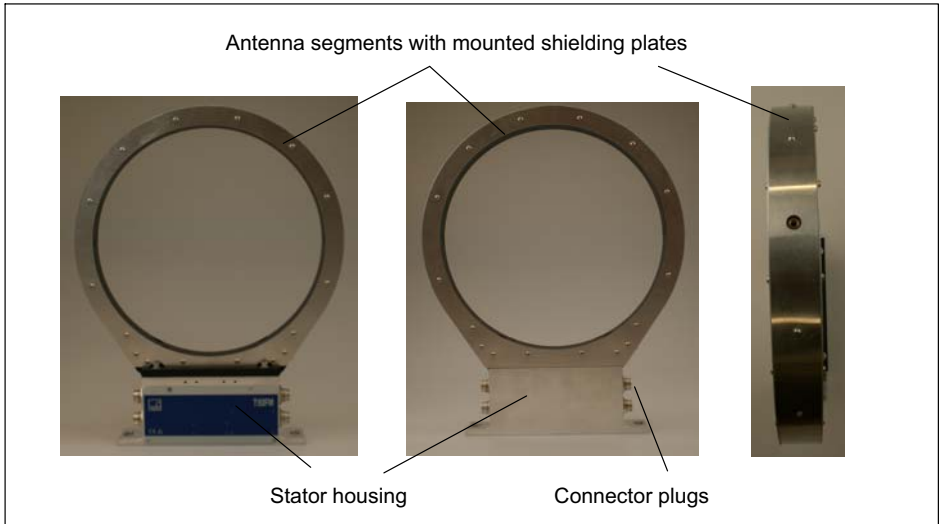 Antenna segments with mounted shielding plates
Stator housing
Connector plugs